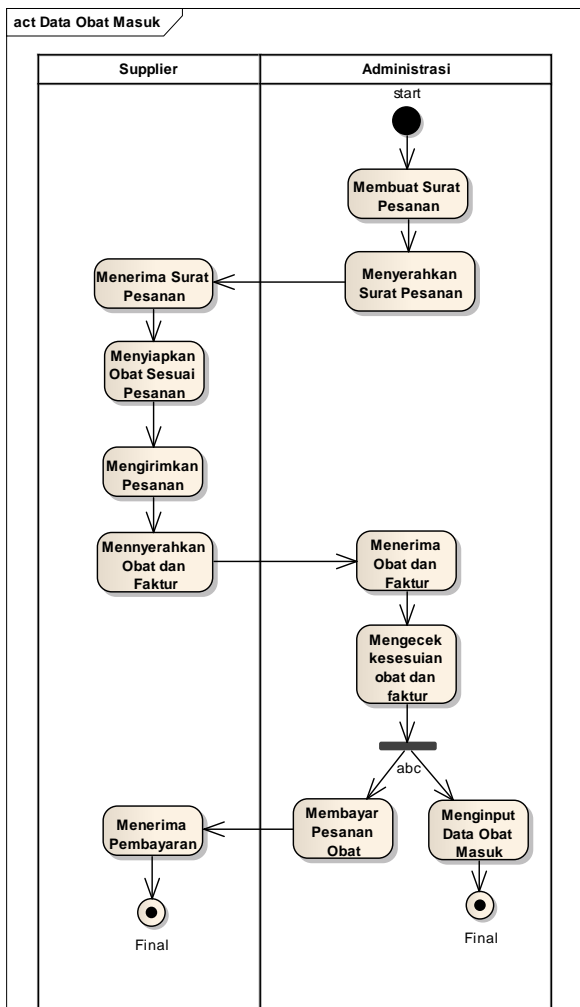 act Data Obat Masuk
Supplier
Administrasi
start
Membuat Surat
Pesanan
Menyerahkan
Surat Pesanan
Menerima Surat
Pesanan
Menyiapkan
Obat Sesuai
Pesanan
Mengirimkan
Pesanan
Mennyerahkan
Obat dan
Faktur
Menerima
Obat dan
Faktur
Mengecek
kesesuian
obat dan
faktur
abc
Membayar
Pesanan
Obat
Menginput
Data Obat
Masuk
Menerima
Pembayaran
Final
Final